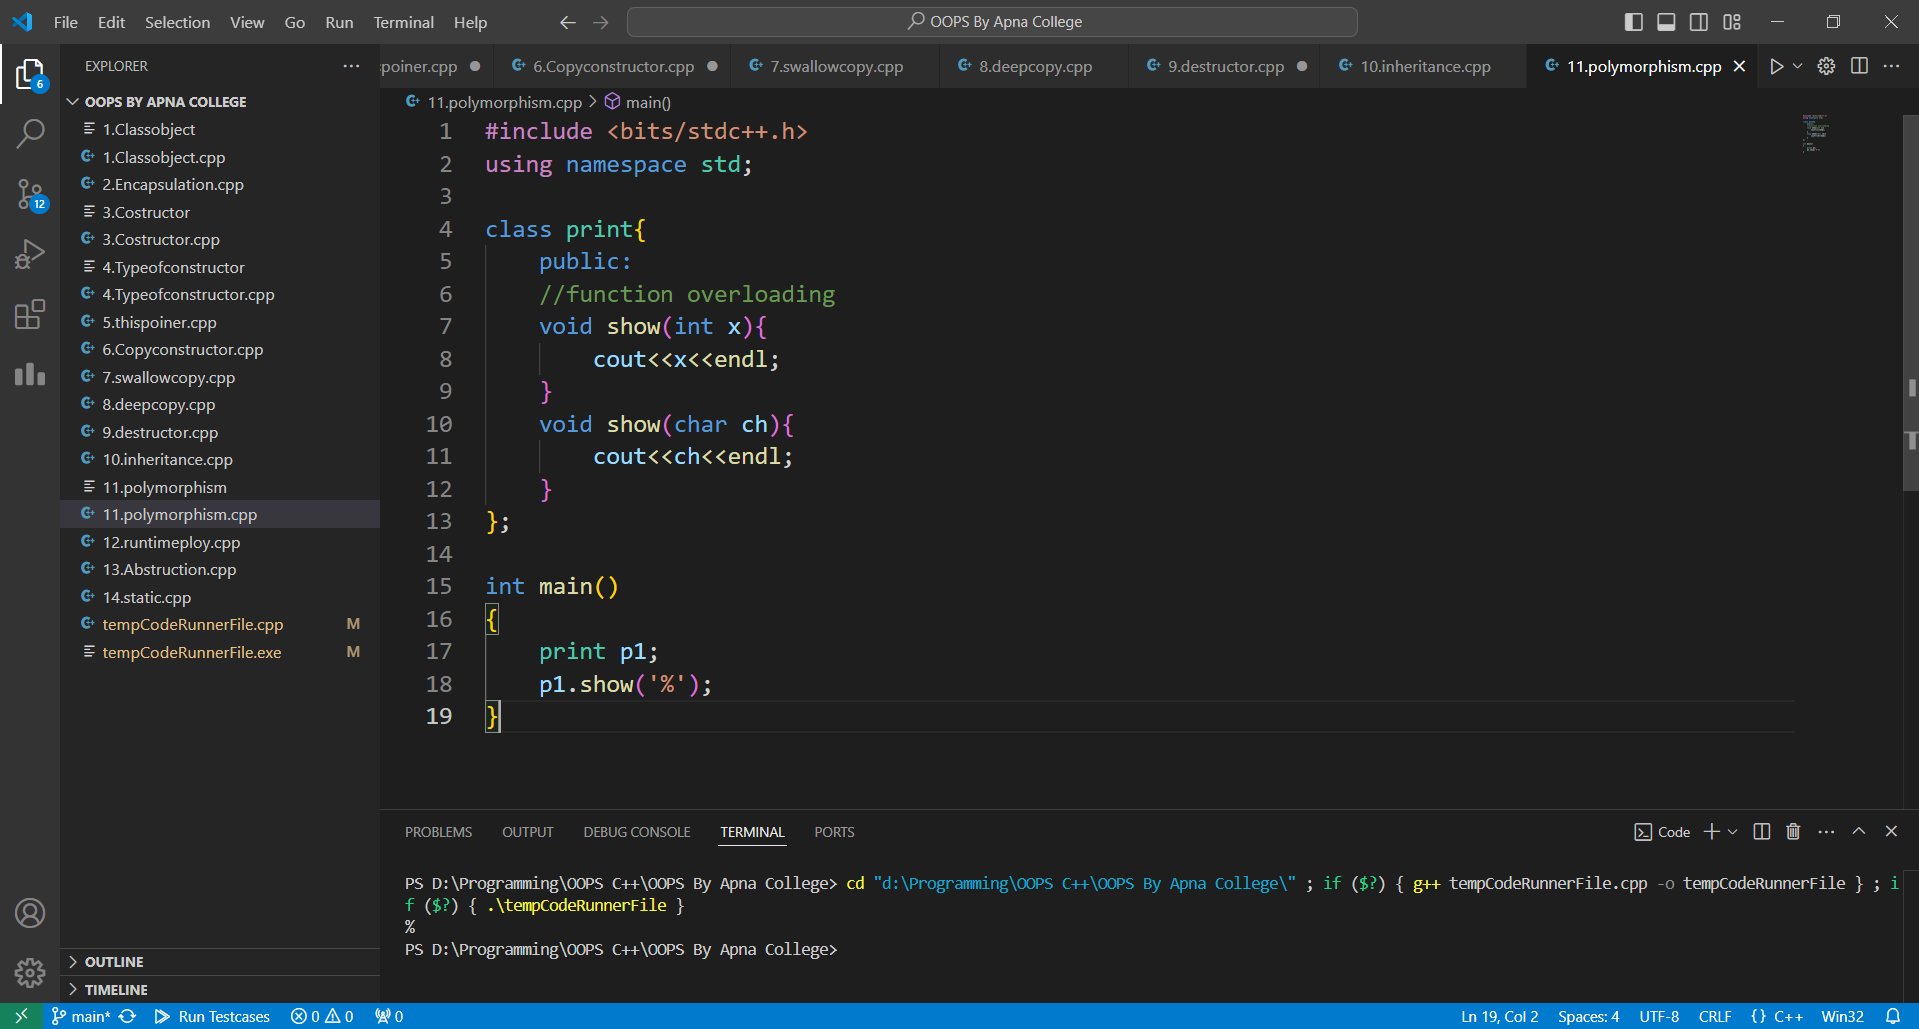 File Edit Selection View Go Run Terminal Help
OOPS By Apna College
EXPLORER
OOPS BY APNA COLLEGE
1.Classobject
1.Classobject.cpp
2.Encapsulation.cpp
3.Costructor
3.Costructor.cpp
4.Typeofconstructor
4.Typeofconstructor.cpp
5.thispoiner.cpp
6.Copyconstructor.cpp
7.swallowcopy.cpp
8.deepcopy.cpp
9.destructor.cpp
10.inheritance.cpp
11.polymorphism
11.polymorphism.cpp
12.runtimeploy.cpp
13.Abstruction.cpp
14.static.cpp
tempCodeRunnerFile.cpp M
tempCodeRunnerFile.exe M
OUTLINE
TIMELINE
6
12
poiner.cpp 6.Copyconstructor.cpp 7.swallowcopy.cpp 8.deepcopy.cpp 9.destructor.cpp 10.inheritance.cpp 11.polymorphism.cpp
11.polymorphism.cpp > main()
1 #include <bits/stdc++.h>
2 using namespace std;
3
4 class print{
5 public:
6 //function overloading
7 void show(int x){
8 cout<<x<<endl;
9 }
10 void show(char ch){
11 cout<<ch<<endl;
12 }
13 };
14
15 int main()
16 {
17 print p1;
18 p1.show('%');
19 }
PROBLEMS OUTPUT DEBUG CONSOLE TERMINAL PORTS
Code
PS D:\Programming\OOPS C++\OOPS By Apna College> cd "d:\Programming\OOPS C++\OOPS By Apna College\" ; if ($?) { g++ tempCodeRunnerFile.cpp -o tempCodeRunnerFile } ; i
f ($?) { .\tempCodeRunnerFile }
%
PS D:\Programming\OOPS C++\OOPS By Apna College>
main* Run Testcases 0 0 0 Ln 19, Col 2 Spaces: 4 UTF-8 CRLF {} C++ Win32